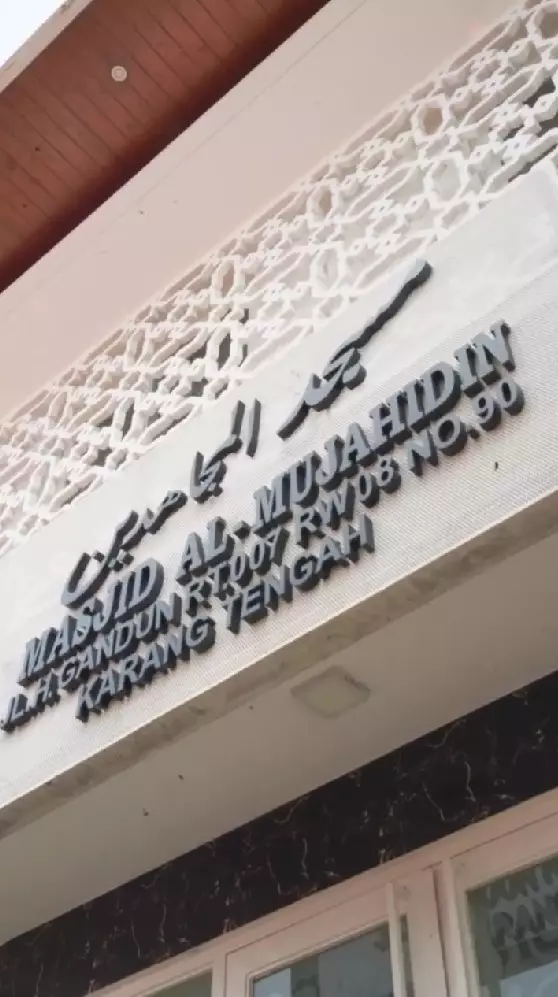 مسجد المجاهدين
MASJID AL-MUJAHIDIN
JL.H.GANDUN RT.007 RW 08 NO.90
KARANG TENGAH